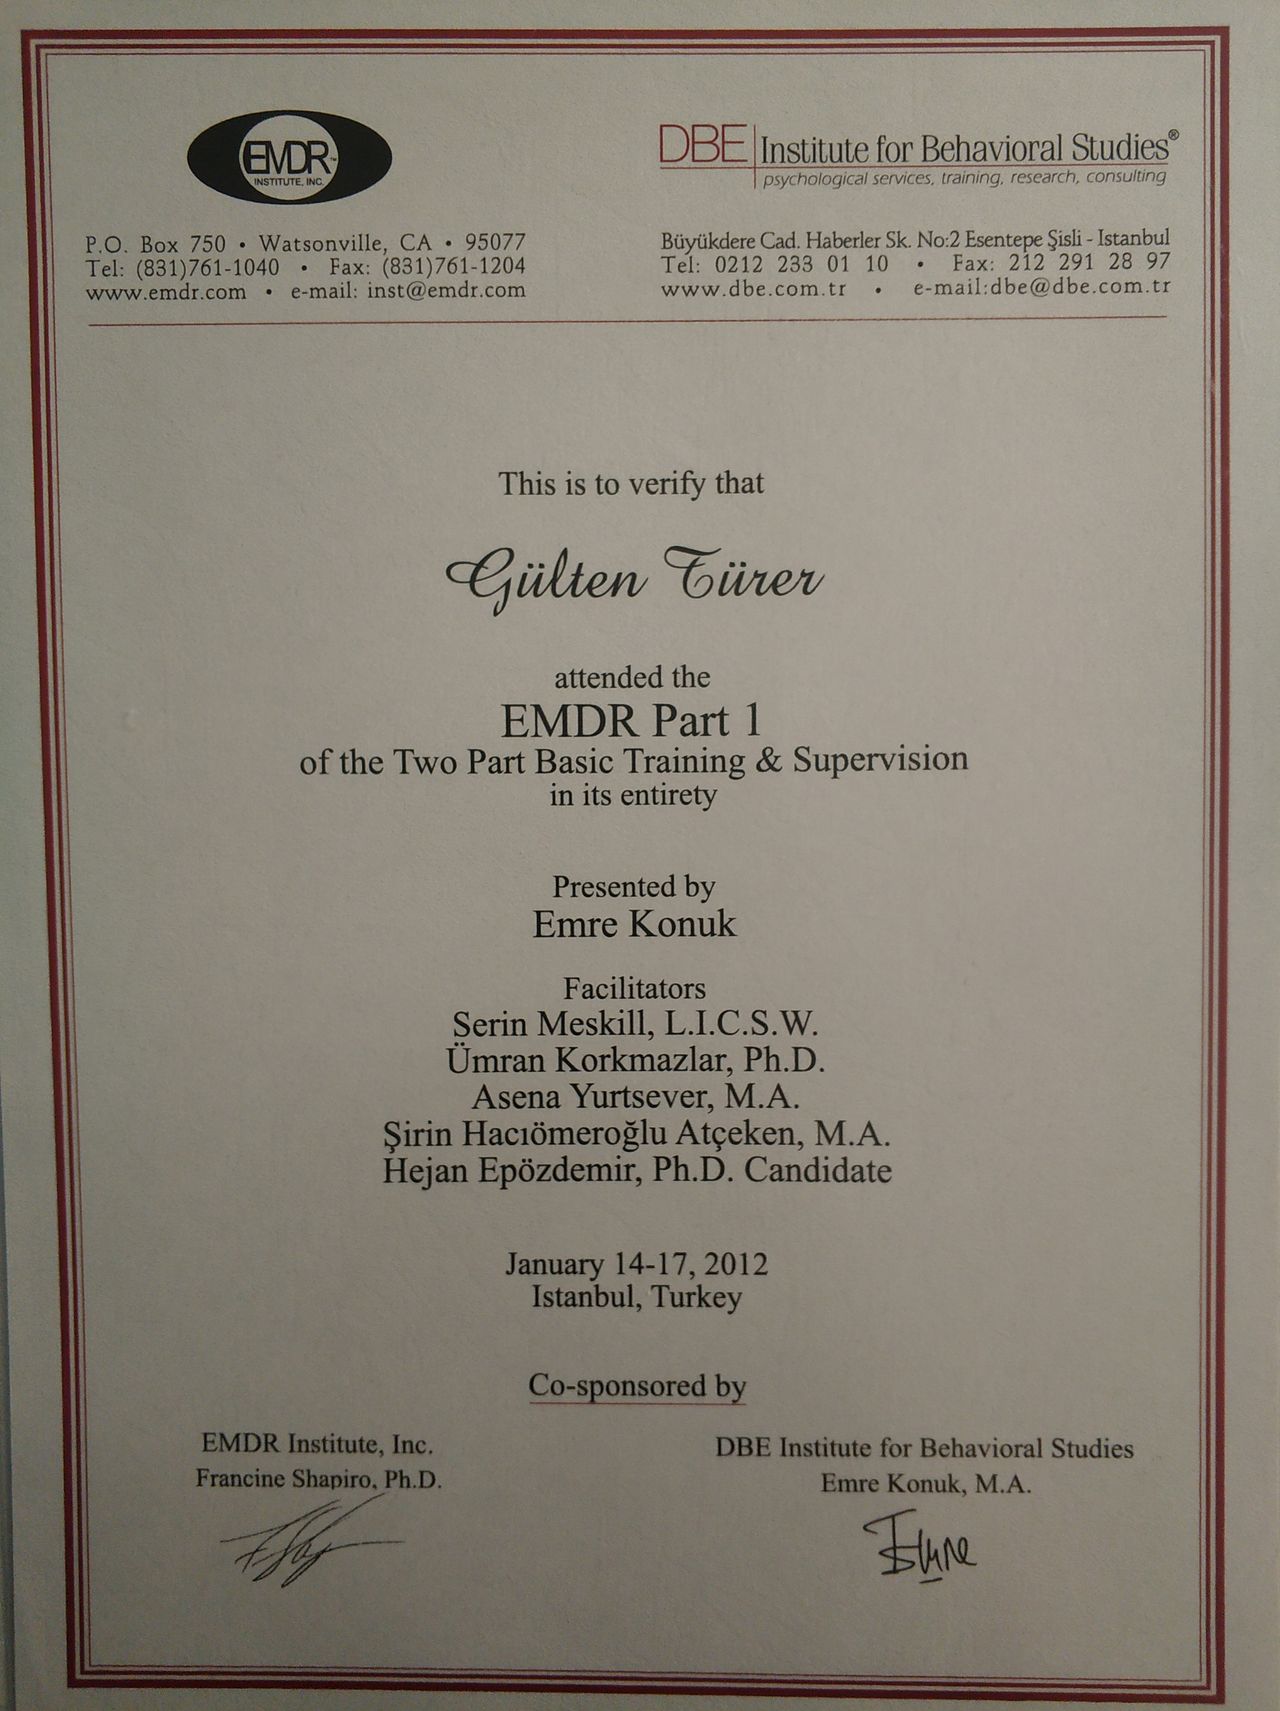 EMDR™
INSTITUTE, INC.
P.O. Box 750 • Watsonville, CA • 95077
Tel: (831)761-1040 • Fax: (831)761-1204
www.emdr.com • e-mail: inst@emdr.com
DBE Institute for Behavioral Studies®
psychological services, training, research, consulting
Büyükdere Cad. Haberler Sk. No:2 Esentepe Şisli - Istanbul
Tel: 0212 233 01 10 • Fax: 212 291 28 97
www.dbe.com.tr • e-mail:dbe@dbe.com.tr
This is to verify that
Gülten Türer
attended the
EMDR Part 1
of the Two Part Basic Training & Supervision
in its entirety
Presented by
Emre Konuk
Facilitators
Serin Meskill, L.I.C.S.W.
Ümran Korkmazlar, Ph.D.
Asena Yurtsever, M.A.
Şirin Hacıömeroğlu Atçeken, M.A.
Hejan Epözdemir, Ph.D. Candidate
January 14-17, 2012
Istanbul, Turkey
Co-sponsored by
EMDR Institute, Inc.
Francine Shapiro, Ph.D.
DBE Institute for Behavioral Studies
Emre Konuk, M.A.